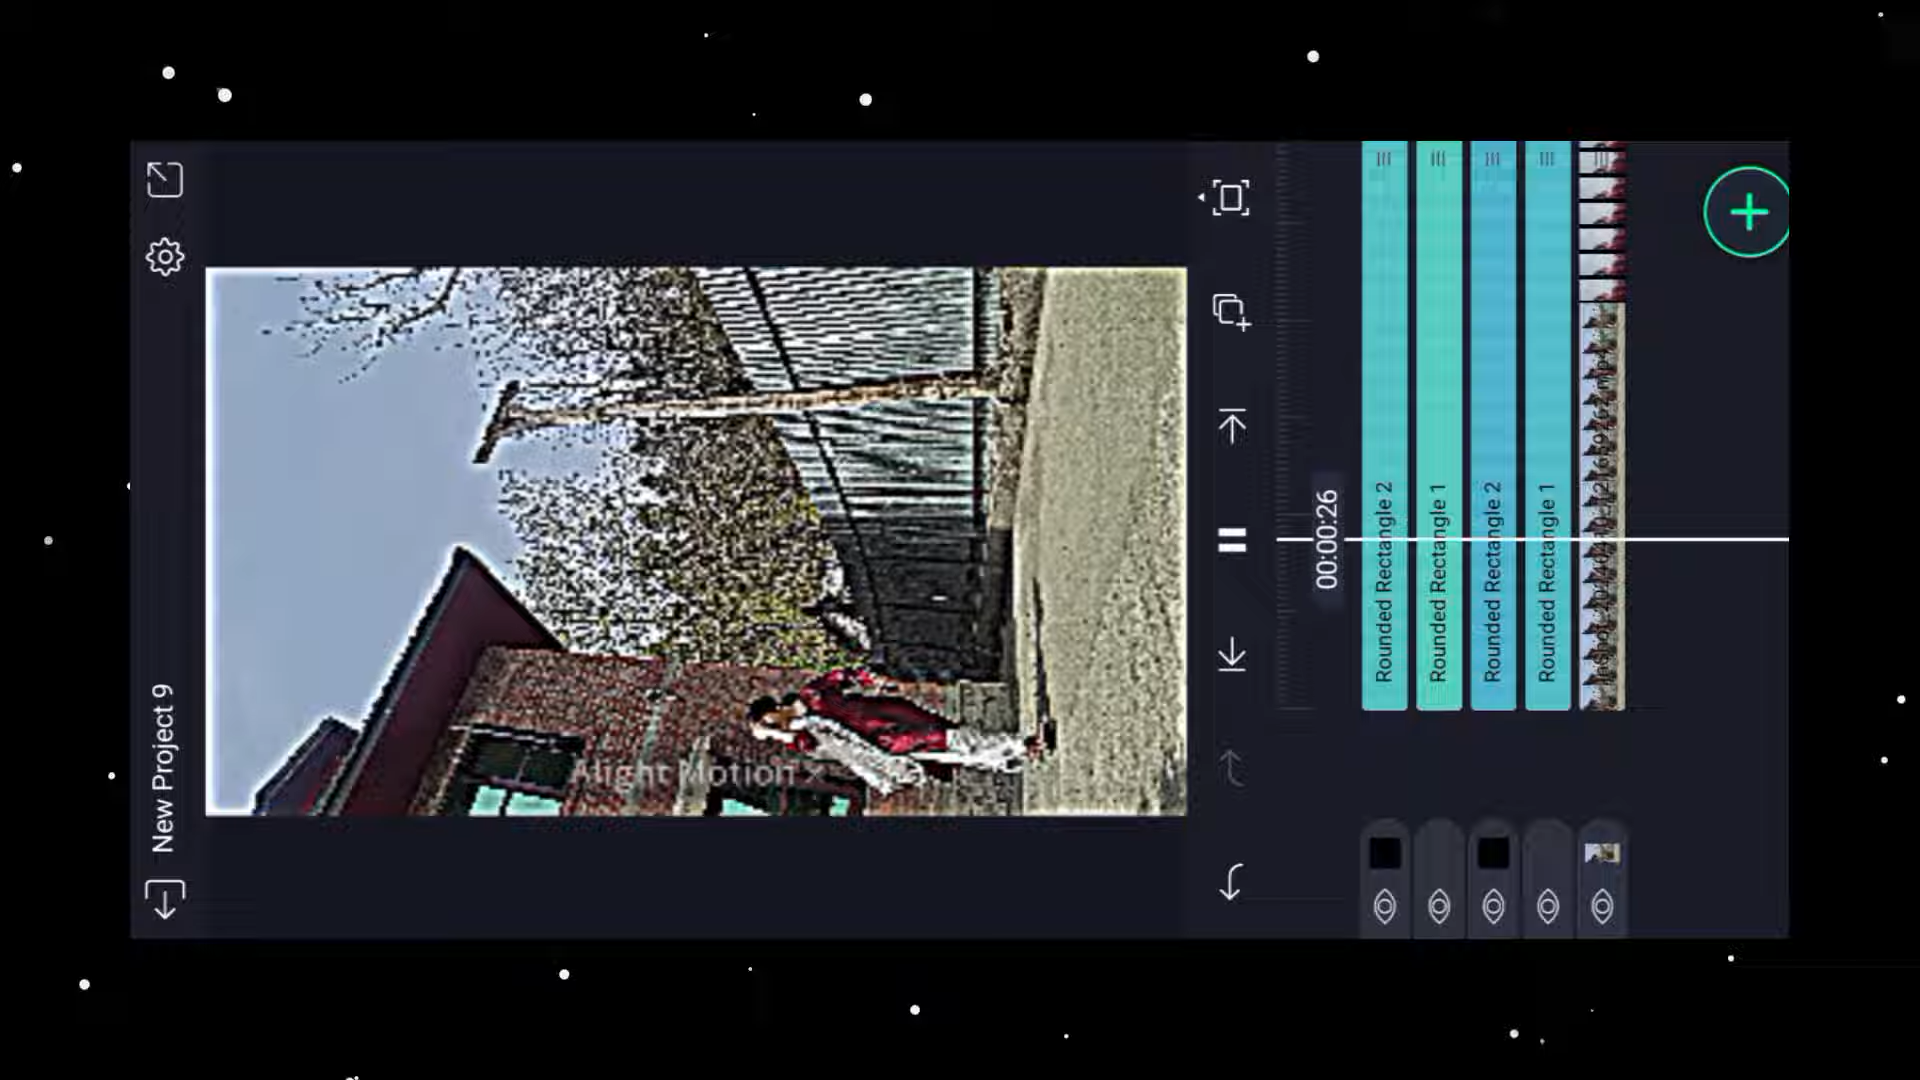 New Project 9
Alight Motion
00:00:26
Rounded Rectangle 2
Rounded Rectangle 1
Rounded Rectangle 2
Rounded Rectangle 1